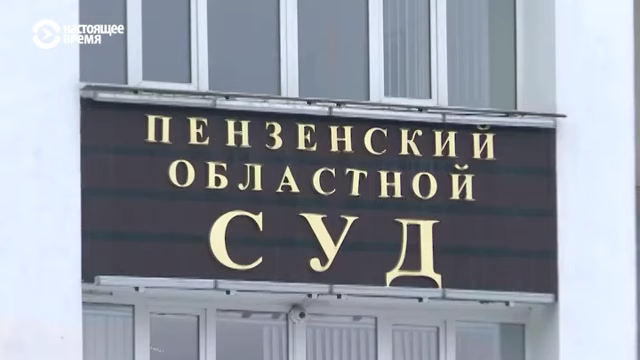 НАСТОЯЩЕЕ
ВРЕМЯ
ПЕНЗЕНСКИЙ
ОБЛАСТНОЙ
СУД